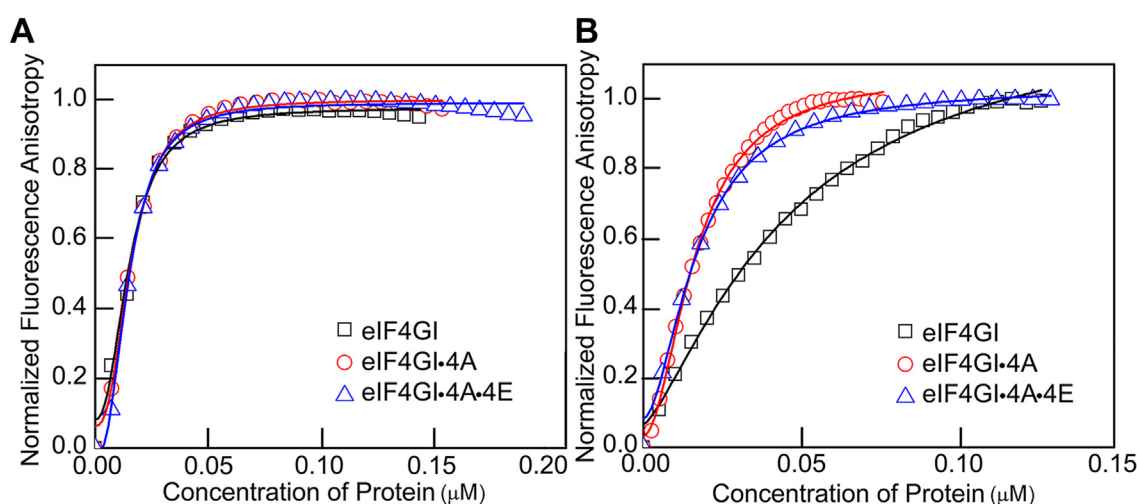 A
Normalized Fluorescence Anisotropy
1.0
0.8
0.6
0.4
0.2
0.0
eIF4GI
eIF4GI•4A
eIF4GI•4A•4E
0.00 0.05 0.10 0.15 0.20
Concentration of Protein (μM)
B
Normalized Fluorescence Anisotropy
1.0
0.8
0.6
0.4
0.2
0.0
eIF4GI
eIF4GI•4A
eIF4GI•4A•4E
0.00 0.05 0.10 0.15
Concentration of Protein (μM)